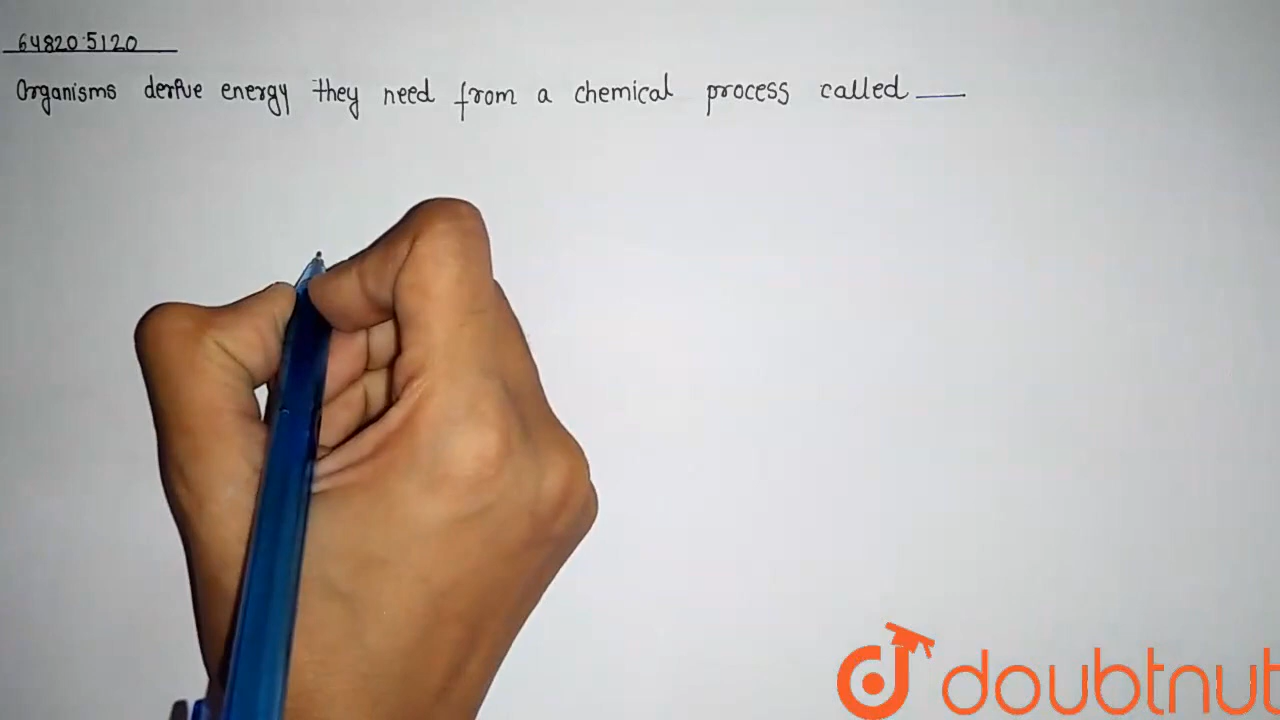 64820.5120
Organisms derive energy they need from a chemical process called ___
doubtnut